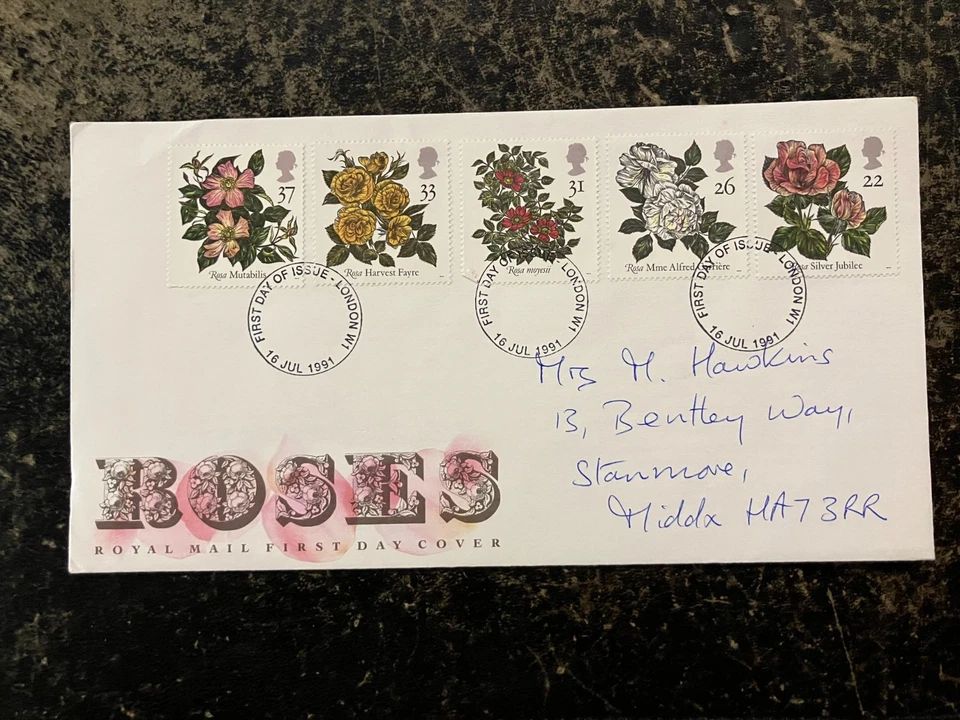 37
Rosa Mutabilis
33
Rosa Harvest Fayre
31
Rosa moyesii
26
Rosa Mme Alfred
22
Silver Jubilee
FIRST DAY OF ISSUE - LONDON W1
16 JUL 1991
FIRST DAY OF ISSUE - LONDON W1
16 JUL 1991
FIRST DAY OF ISSUE - LONDON W1
16 JUL 1991
Mrs M. Hawkins
13, Bentley Way,
Stanmore,
Middx HA7 3RR
ROSES
ROYAL MAIL FIRST DAY COVER